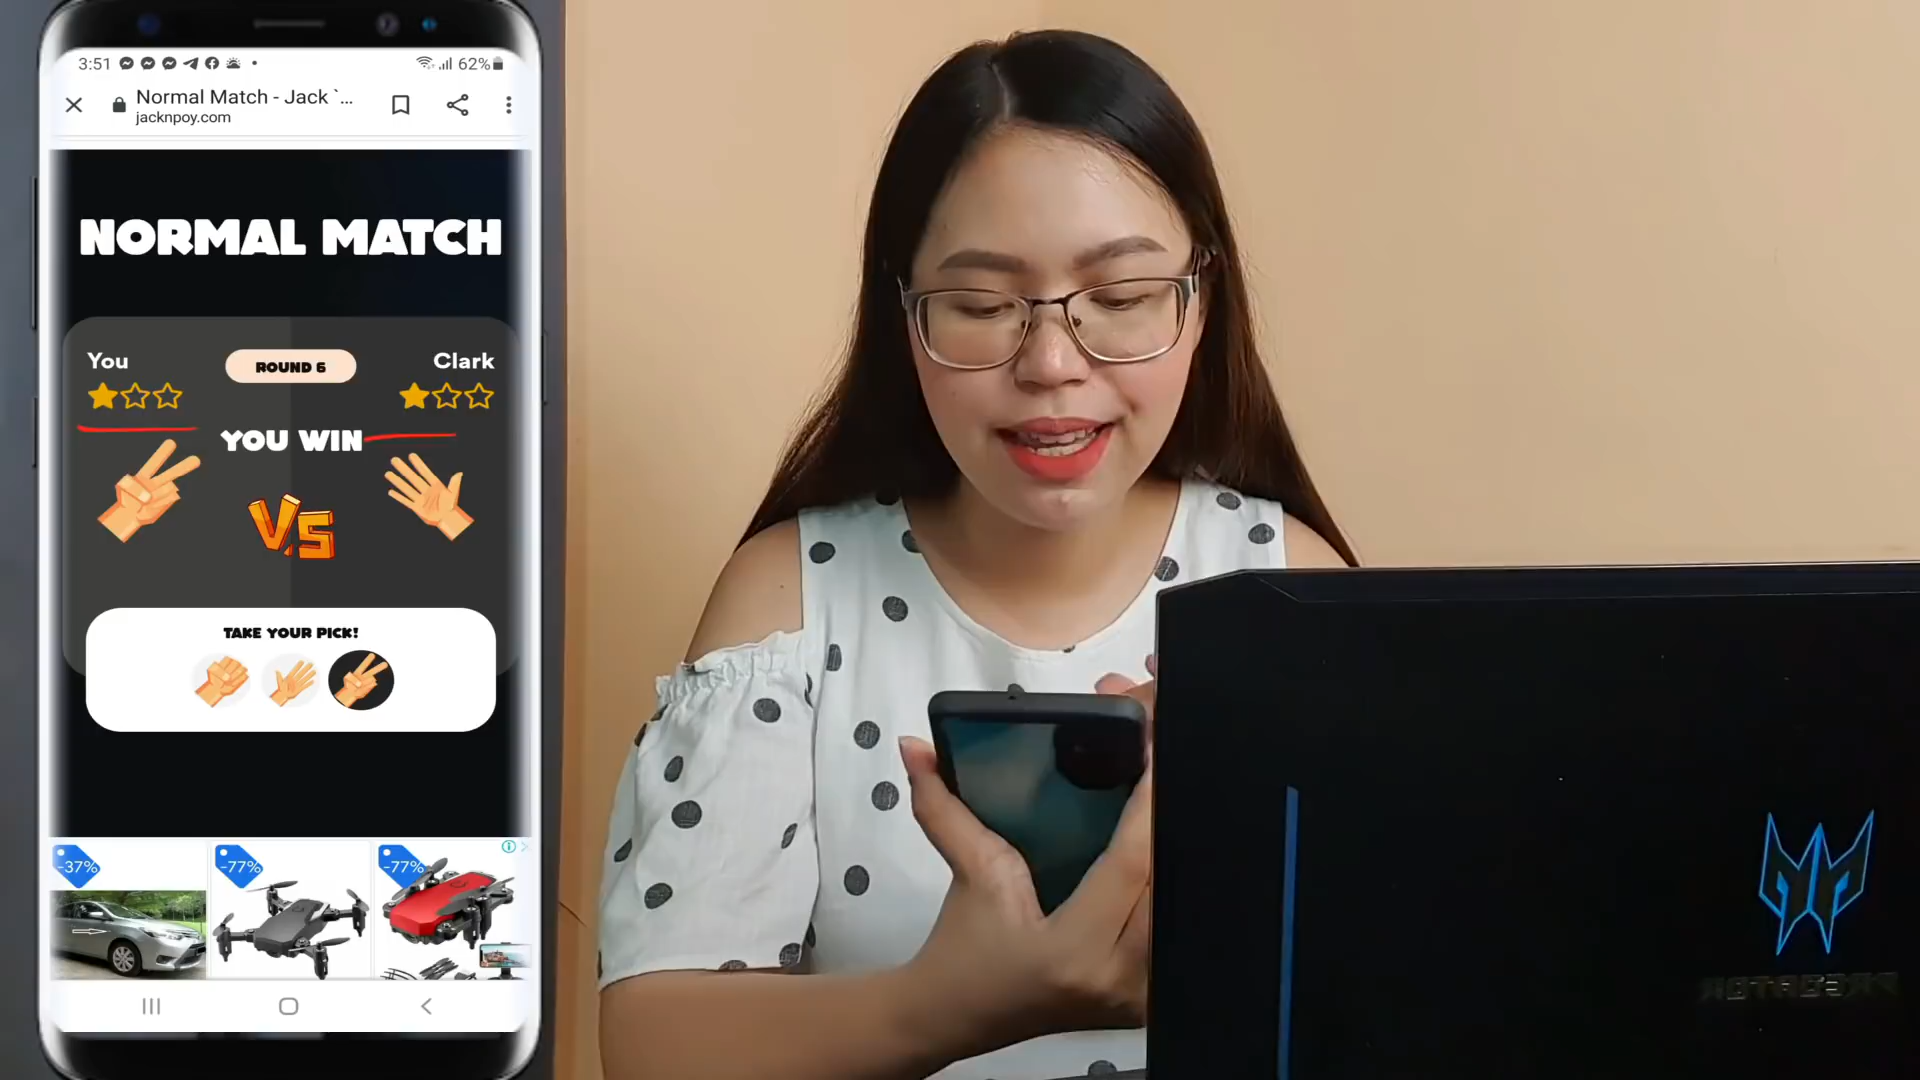 3:51 62%
Normal Match - Jack `...
jacknpoy.com
NORMAL MATCH
You ROUND 6 Clark
YOU WIN
VS
TAKE YOUR PICK!
-37% -77% -77%
PREDATOR